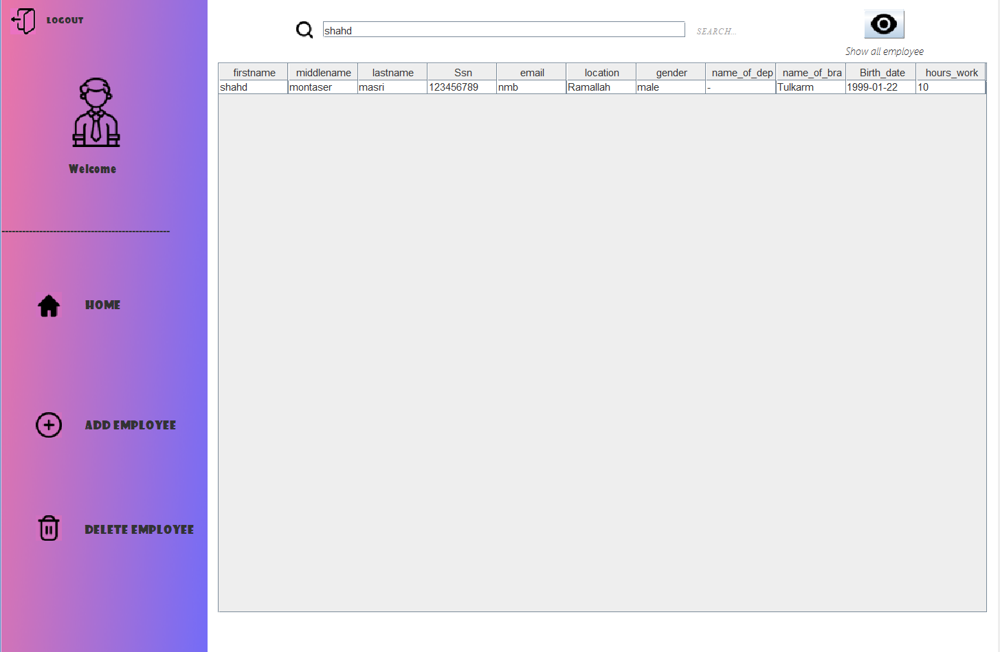 LOGOUT
Welcome
--------------------------------------------------
HOME
ADD EMPLOYEE
DELETE EMPLOYEE
shahd
SEARCH...
Show all employee
firstname middlename lastname Ssn email location gender name_of_dep name_of_bra Birth_date hours_work
shahd montaser masri 123456789 nmb Ramallah male - Tulkarm 1999-01-22 10